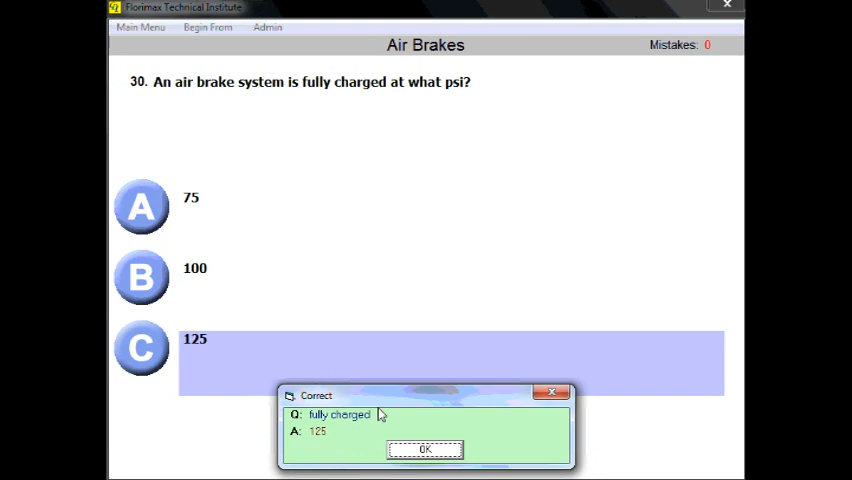 Florimax Technical Institute
Main Menu Begin From Admin
Air Brakes Mistakes: 0
30. An air brake system is fully charged at what psi?
A 75
B 100
C 125
Correct
Q: fully charged
A: 125
OK